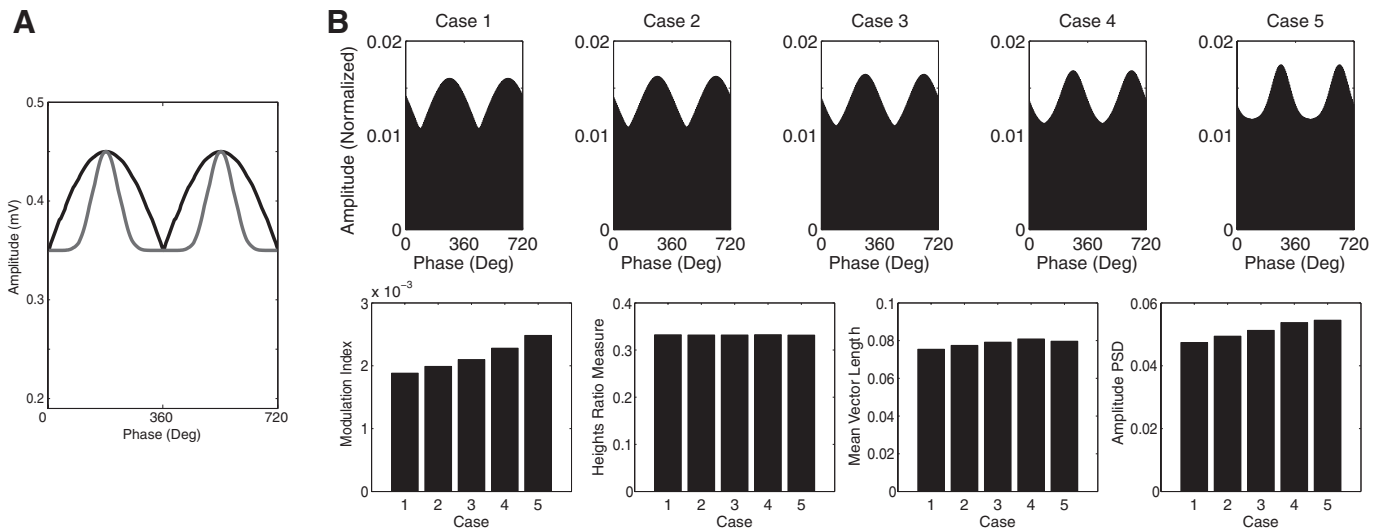 A
Amplitude (mV)
0.5
0.4
0.3
0.2
0 360 720
Phase (Deg)
B
Case 1 Case 2 Case 3 Case 4 Case 5
Amplitude (Normalized)
0.02 0.02 0.02 0.02 0.02
0.01 0.01 0.01 0.01 0.01
0 0 0 0 0
0 360 720 0 360 720 0 360 720 0 360 720 0 360 720
Phase (Deg) Phase (Deg) Phase (Deg) Phase (Deg) Phase (Deg)
x 10⁻³
Modulation Index
3
2
1
0
1 2 3 4 5
Case
Heights Ratio Measure
0.4
0.3
0.2
0.1
0
1 2 3 4 5
Case
Mean Vector Length
0.1
0.08
0.06
0.04
0.02
0
1 2 3 4 5
Case
Amplitude PSD
0.06
0.04
0.02
0
1 2 3 4 5
Case